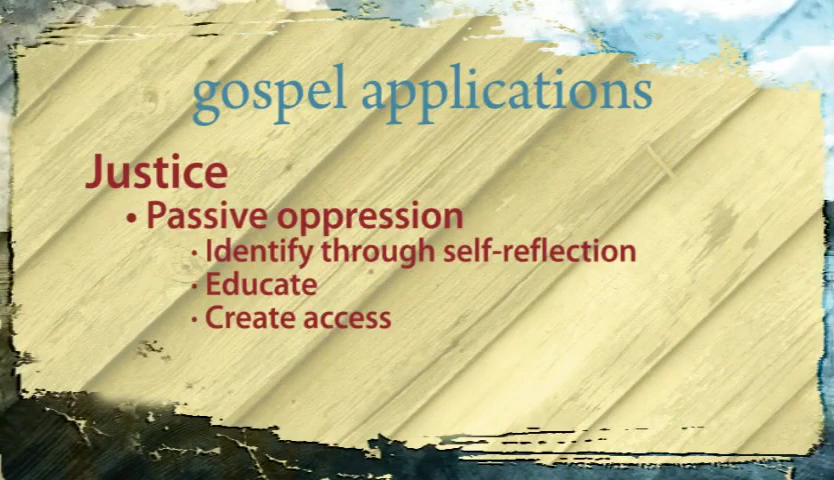 gospel applications
Justice
• Passive oppression
· Identify through self-reflection
· Educate
· Create access